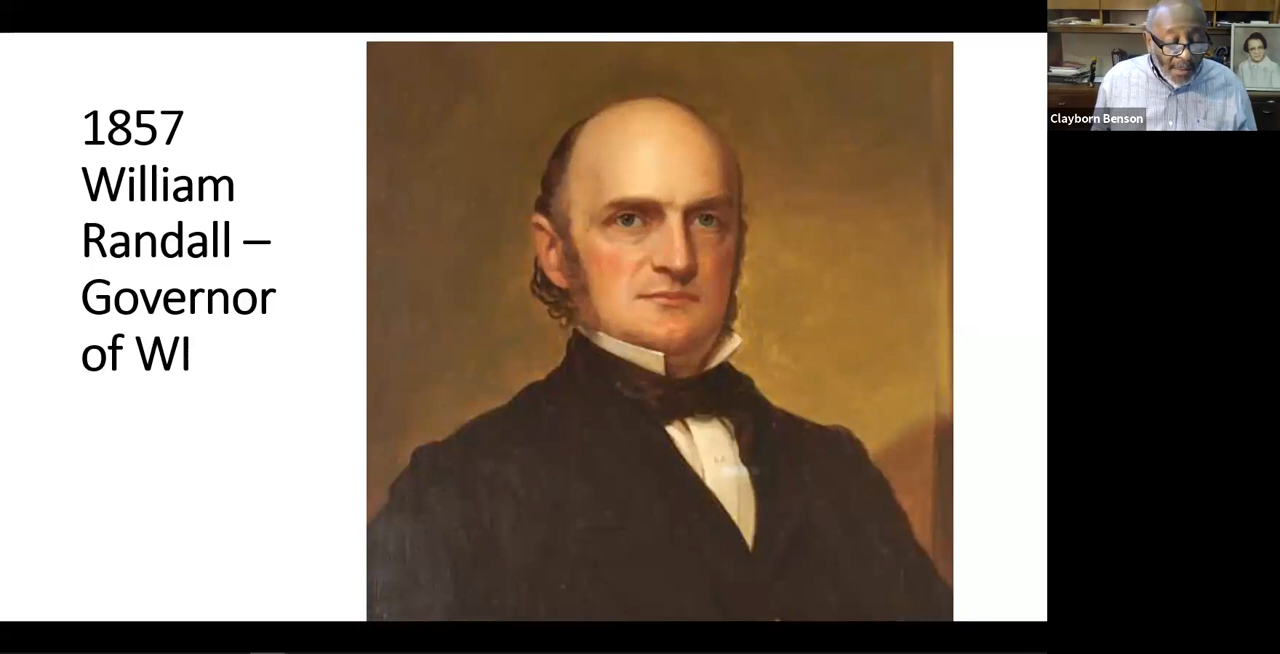 1857
William
Randall –
Governor
of WI
Clayborn Benson